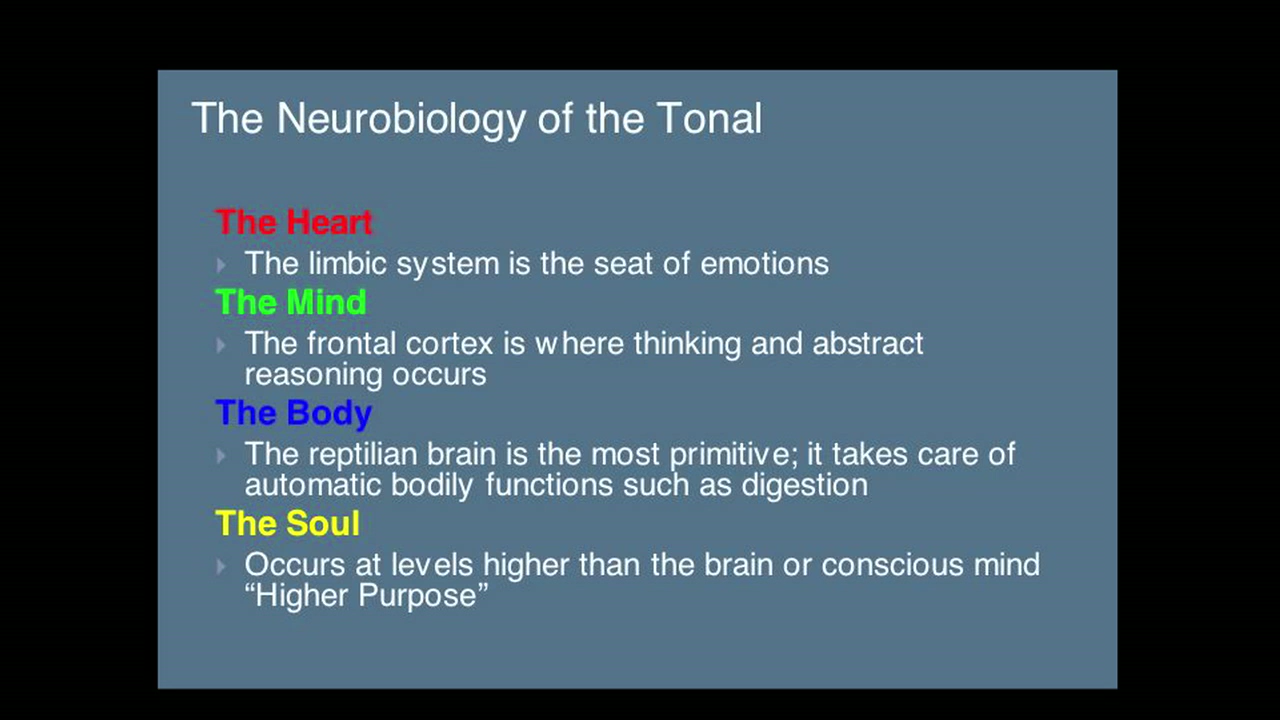 The Neurobiology of the Tonal
The Heart
The limbic system is the seat of emotions
The Mind
The frontal cortex is where thinking and abstract
reasoning occurs
The Body
The reptilian brain is the most primitive; it takes care of
automatic bodily functions such as digestion
The Soul
Occurs at levels higher than the brain or conscious mind
“Higher Purpose”